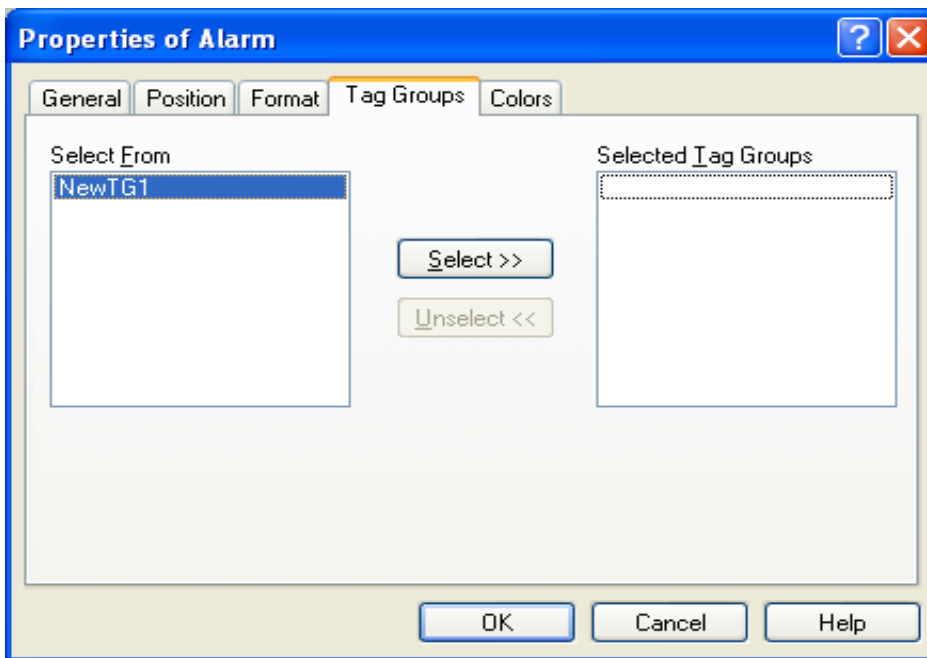 Properties of Alarm
General Position Format Tag Groups Colors
Select From Selected Tag Groups
NewTG1
Select >>
Unselect <<
OK Cancel Help